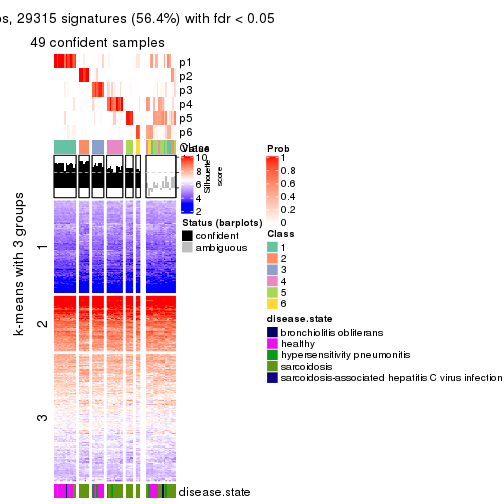 os, 29315 signatures (56.4%) with fdr < 0.05
49 confident samples
p1
p2
p3
p4
p5
p6
Class
Value
10
8
6
4
2
Silhouette
score
Prob
1
0.8
0.6
0.4
0.2
0
Status (barplots)
confident
ambiguous
Class
1
2
3
4
5
6
disease.state
bronchiolitis obliterans
healthy
hypersensitivity pneumonitis
sarcoidosis
sarcoidosis-associated hepatitis C virus infection
k-means with 3 groups
1
2
3
disease.state